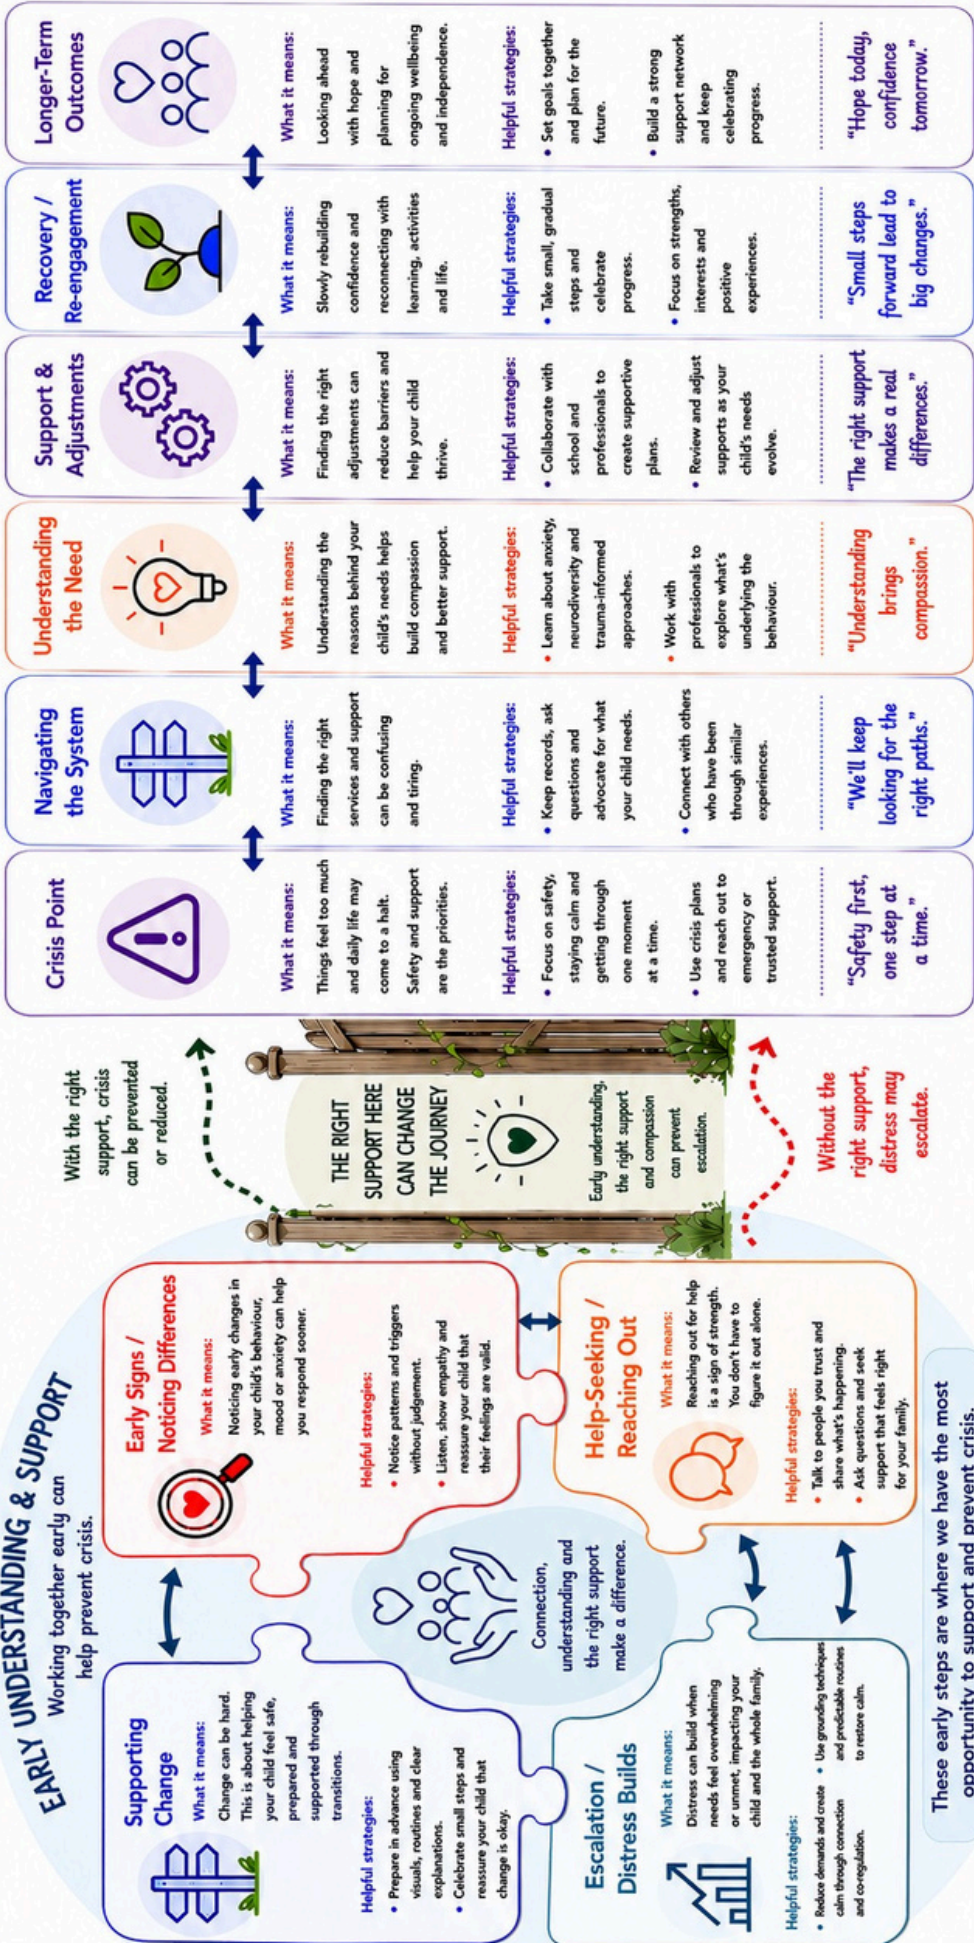 EARLY UNDERSTANDING & SUPPORT
Working together early can
help prevent crisis.
Supporting
Change
What it means:
Change can be hard.
This is about helping
your child feel safe,
prepared and
supported through
transitions.
Helpful strategies:
• Prepare in advance using
visuals, routines and clear
explanations.
• Celebrate small steps and
reassure your child that
change is okay.
Early Signs /
Noticing Differences
What it means:
Noticing early changes in
your child's behaviour,
mood or anxiety can help
you respond sooner.
Helpful strategies:
• Notice patterns and triggers
without judgement.
• Listen, show empathy and
reassure your child that
their feelings are valid.
Connection,
understanding and
the right support
make a difference.
Escalation /
Distress Builds
What it means:
Distress can build when
needs feel overwhelming
or unmet, impacting your
child and the whole family.
Helpful strategies:
• Reduce demands and create
calm through connection
and co-regulation.
• Use grounding techniques
and predictable routines
to restore calm.
Help-Seeking /
Reaching Out
What it means:
Reaching out for help
is a sign of strength.
You don't have to
figure it out alone.
Helpful strategies:
• Talk to people you trust and
share what's happening.
• Ask questions and seek
support that feels right
for your family.
These early steps are where we have the most
opportunity to support and prevent crisis.
With the right
support, crisis
can be prevented
or reduced.
THE RIGHT
SUPPORT HERE
CAN CHANGE
THE JOURNEY
Early understanding,
the right support
and compassion
can prevent
escalation.
Without the
right support,
distress may
escalate.
Crisis Point
What it means:
Things feel too much
and daily life may
come to a halt.
Safety and support
are the priorities.
Helpful strategies:
• Focus on safety,
staying calm and
getting through
one moment
at a time.
• Use crisis plans
and reach out to
emergency or
trusted support.
"Safety first,
one step at
a time."
Navigating
the System
What it means:
Finding the right
services and support
can be confusing
and tiring.
Helpful strategies:
• Keep records, ask
questions and
advocate for what
your child needs.
• Connect with others
who have been
through similar
experiences.
"We'll keep
looking for the
right paths."
Understanding
the Need
What it means:
Understanding the
reasons behind your
child's needs helps
build compassion
and better support.
Helpful strategies:
• Learn about anxiety,
neurodiversity and
trauma-informed
approaches.
• Work with
professionals to
explore what's
underlying the
behaviour.
"Understanding
brings
compassion."
Support &
Adjustments
What it means:
Finding the right
adjustments can
reduce barriers and
help your child
thrive.
Helpful strategies:
• Collaborate with
school and
professionals to
create supportive
plans.
• Review and adjust
supports as your
child's needs
evolve.
"The right support
makes a real
differences."
Recovery /
Re-engagement
What it means:
Slowly rebuilding
confidence and
reconnecting with
learning, activities
and life.
Helpful strategies:
• Take small, gradual
steps and
celebrate
progress.
• Focus on strengths,
interests and
positive
experiences.
"Small steps
forward lead to
big changes."
Longer-Term
Outcomes
What it means:
Looking ahead
with hope and
planning for
ongoing wellbeing
and independence.
Helpful strategies:
• Set goals together
and plan for the
future.
• Build a strong
support network
and keep
celebrating
progress.
"Hope today,
confidence
tomorrow."